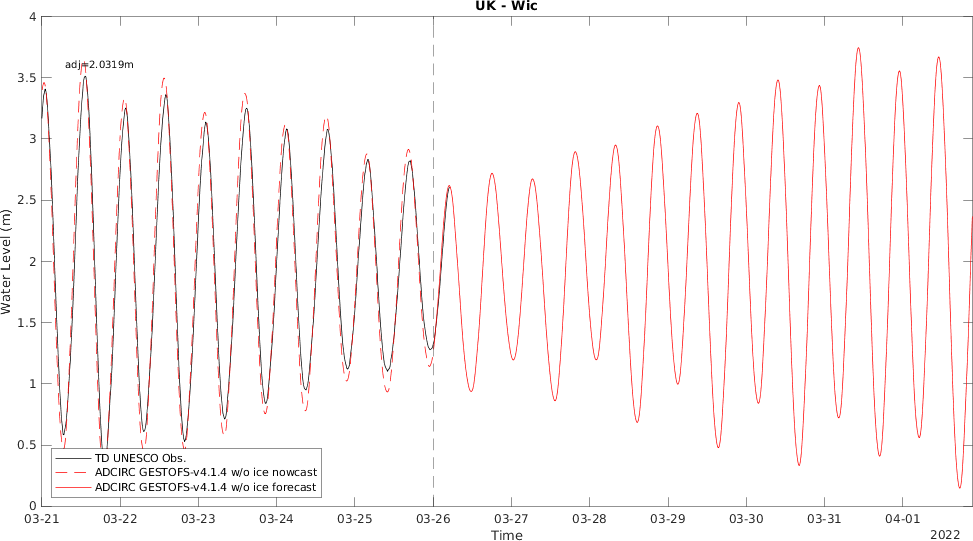 UK - Wic
4
adj=2.0319m
3.5
3
2.5
2
1.5
1
0.5
0
Water Level (m)
TD UNESCO Obs.
ADCIRC GESTOFS-v4.1.4 w/o ice nowcast
ADCIRC GESTOFS-v4.1.4 w/o ice forecast
03-21 03-22 03-23 03-24 03-25 03-26 03-27 03-28 03-29 03-30 03-31 04-01
Time
2022